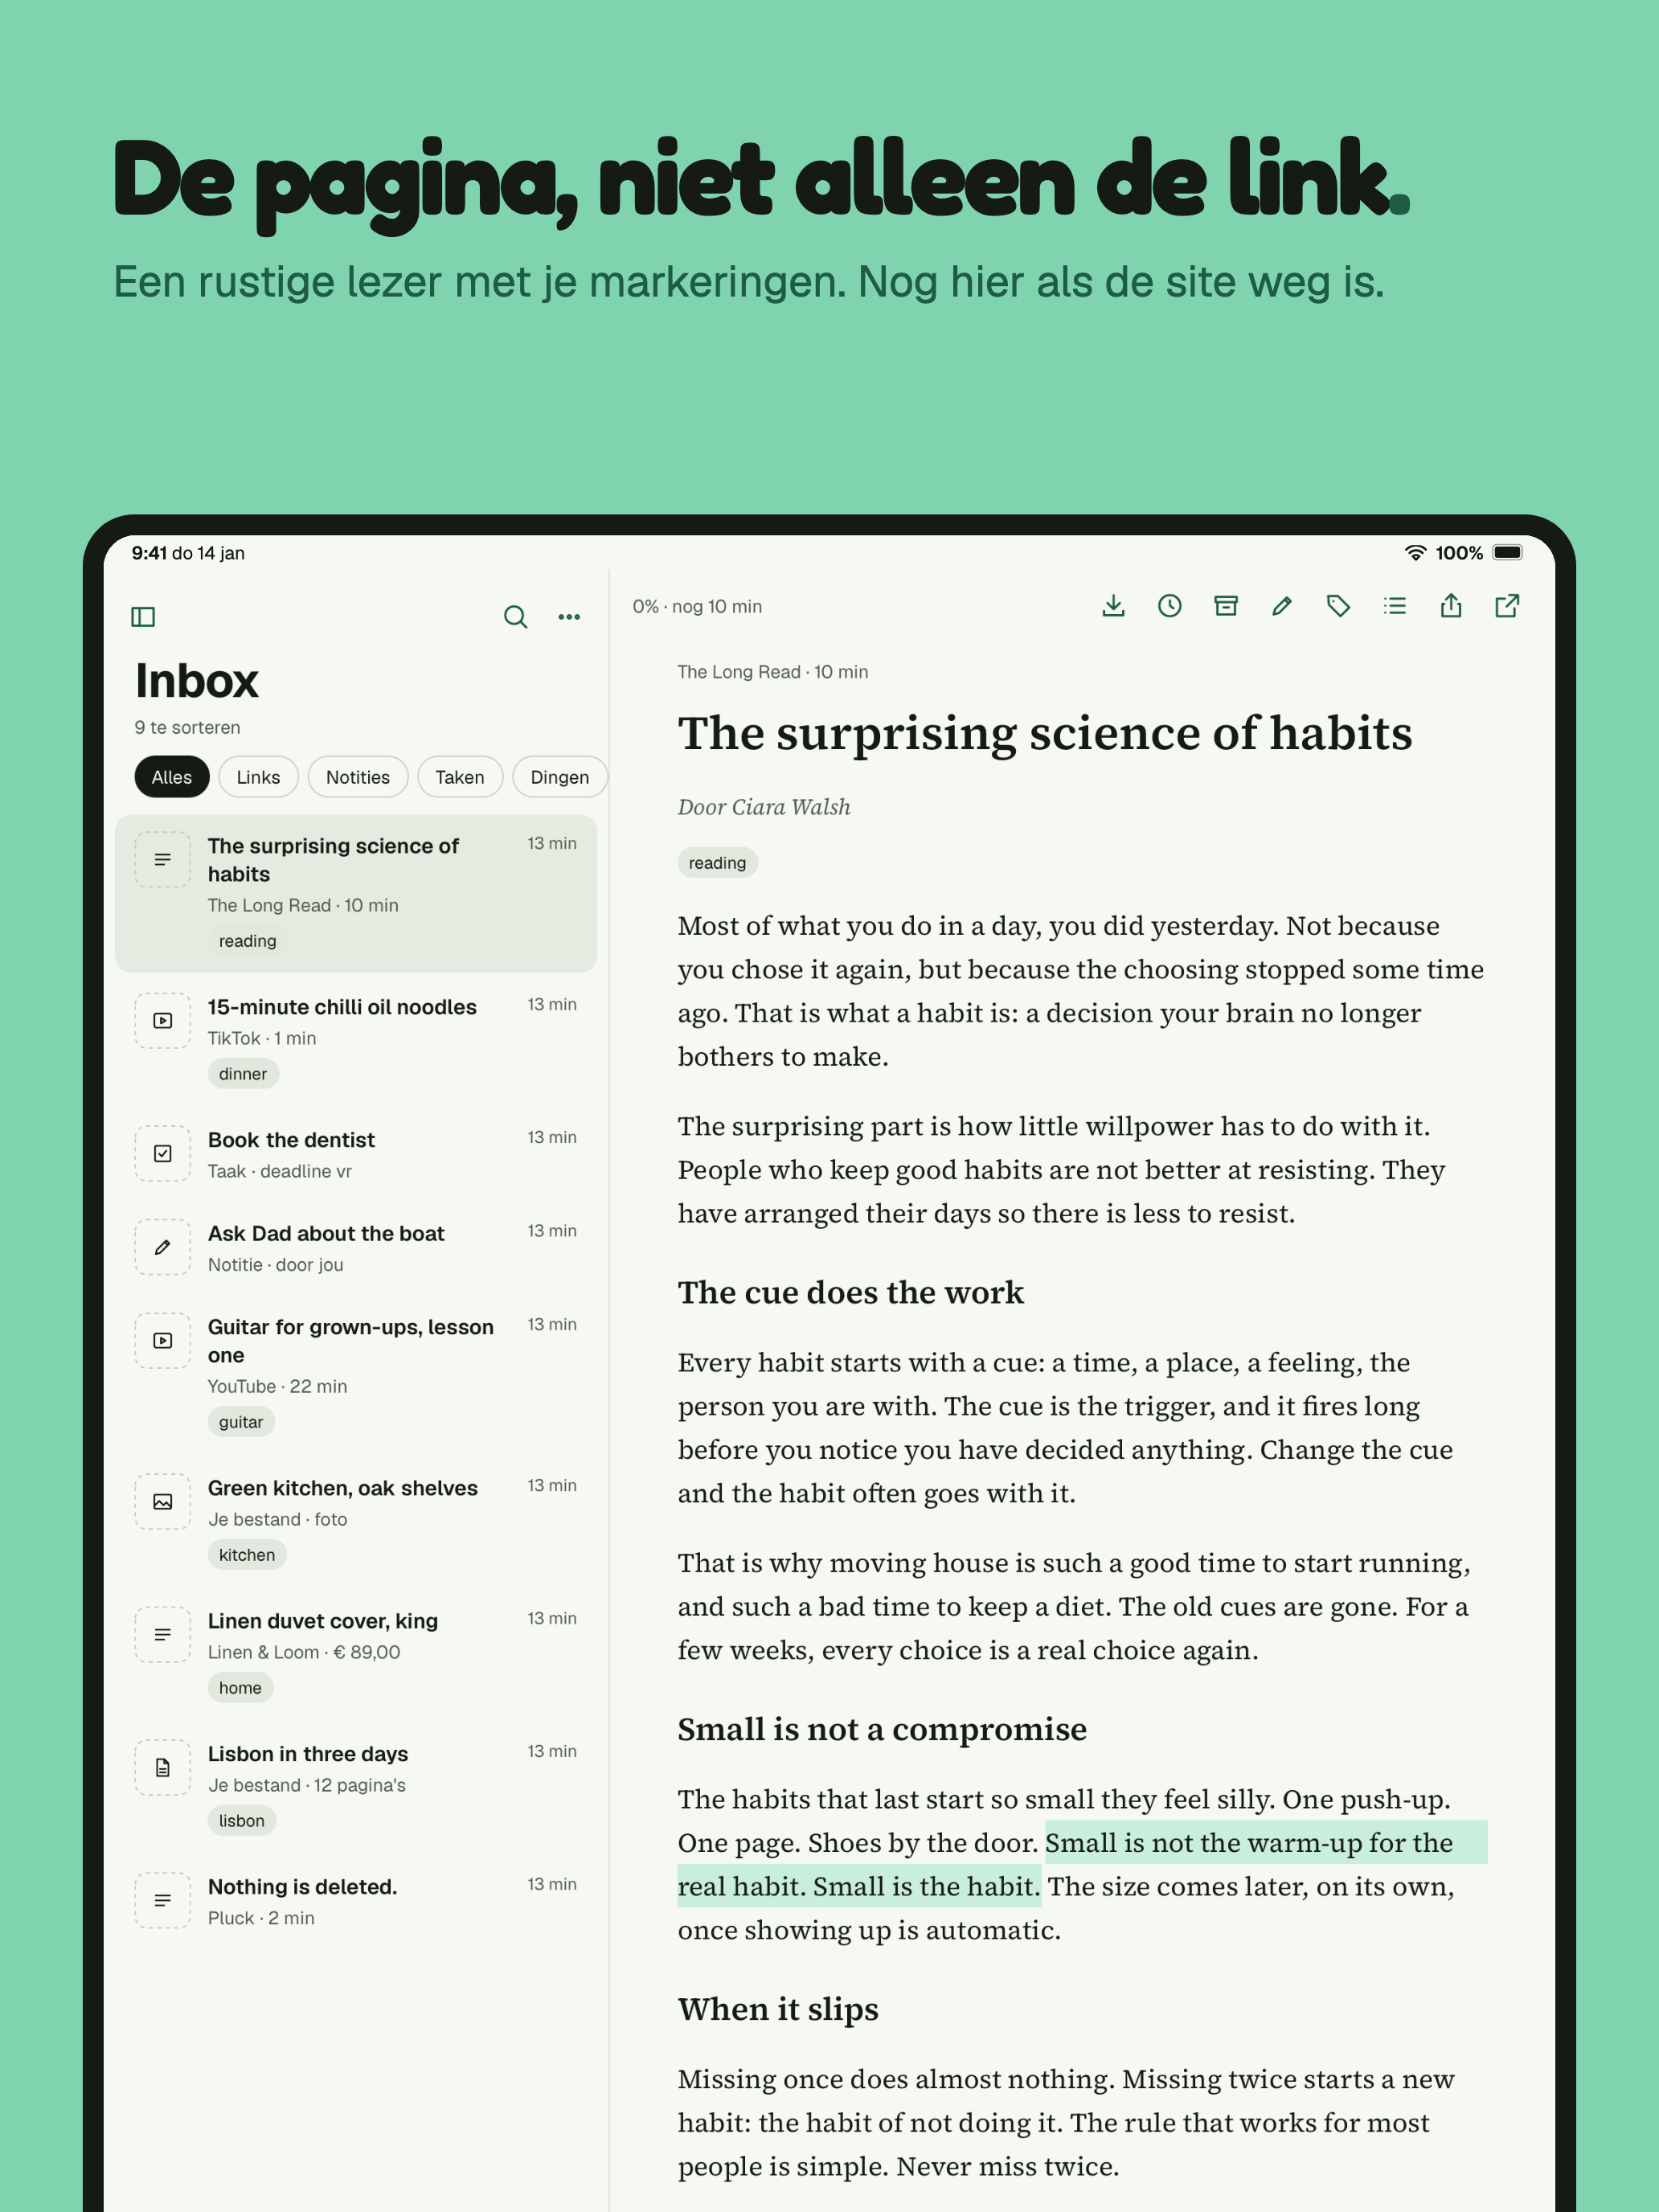 De pagina, niet alleen de link.
Een rustige lezer met je markeringen. Nog hier als de site weg is.
9:41 do 14 jan
100%
Inbox
9 te sorteren
Alles
Links
Notities
Taken
Dingen
The surprising science of
habits
13 min
The Long Read · 10 min
reading
15-minute chilli oil noodles
13 min
TikTok · 1 min
dinner
Book the dentist
13 min
Taak · deadline vr
Ask Dad about the boat
13 min
Notitie · door jou
Guitar for grown-ups, lesson
one
13 min
YouTube · 22 min
guitar
Green kitchen, oak shelves
13 min
Je bestand · foto
kitchen
Linen duvet cover, king
13 min
Linen & Loom · € 89,00
home
Lisbon in three days
13 min
Je bestand · 12 pagina's
lisbon
Nothing is deleted.
13 min
Pluck · 2 min
0% · nog 10 min
The Long Read · 10 min
The surprising science of habits
Door Ciara Walsh
reading
Most of what you do in a day, you did yesterday. Not because
you chose it again, but because the choosing stopped some time
ago. That is what a habit is: a decision your brain no longer
bothers to make.
The surprising part is how little willpower has to do with it.
People who keep good habits are not better at resisting. They
have arranged their days so there is less to resist.
The cue does the work
Every habit starts with a cue: a time, a place, a feeling, the
person you are with. The cue is the trigger, and it fires long
before you notice you have decided anything. Change the cue
and the habit often goes with it.
That is why moving house is such a good time to start running,
and such a bad time to keep a diet. The old cues are gone. For a
few weeks, every choice is a real choice again.
Small is not a compromise
The habits that last start so small they feel silly. One push-up.
One page. Shoes by the door. Small is not the warm-up for the
real habit. Small is the habit. The size comes later, on its own,
once showing up is automatic.
When it slips
Missing once does almost nothing. Missing twice starts a new
habit: the habit of not doing it. The rule that works for most
people is simple. Never miss twice.